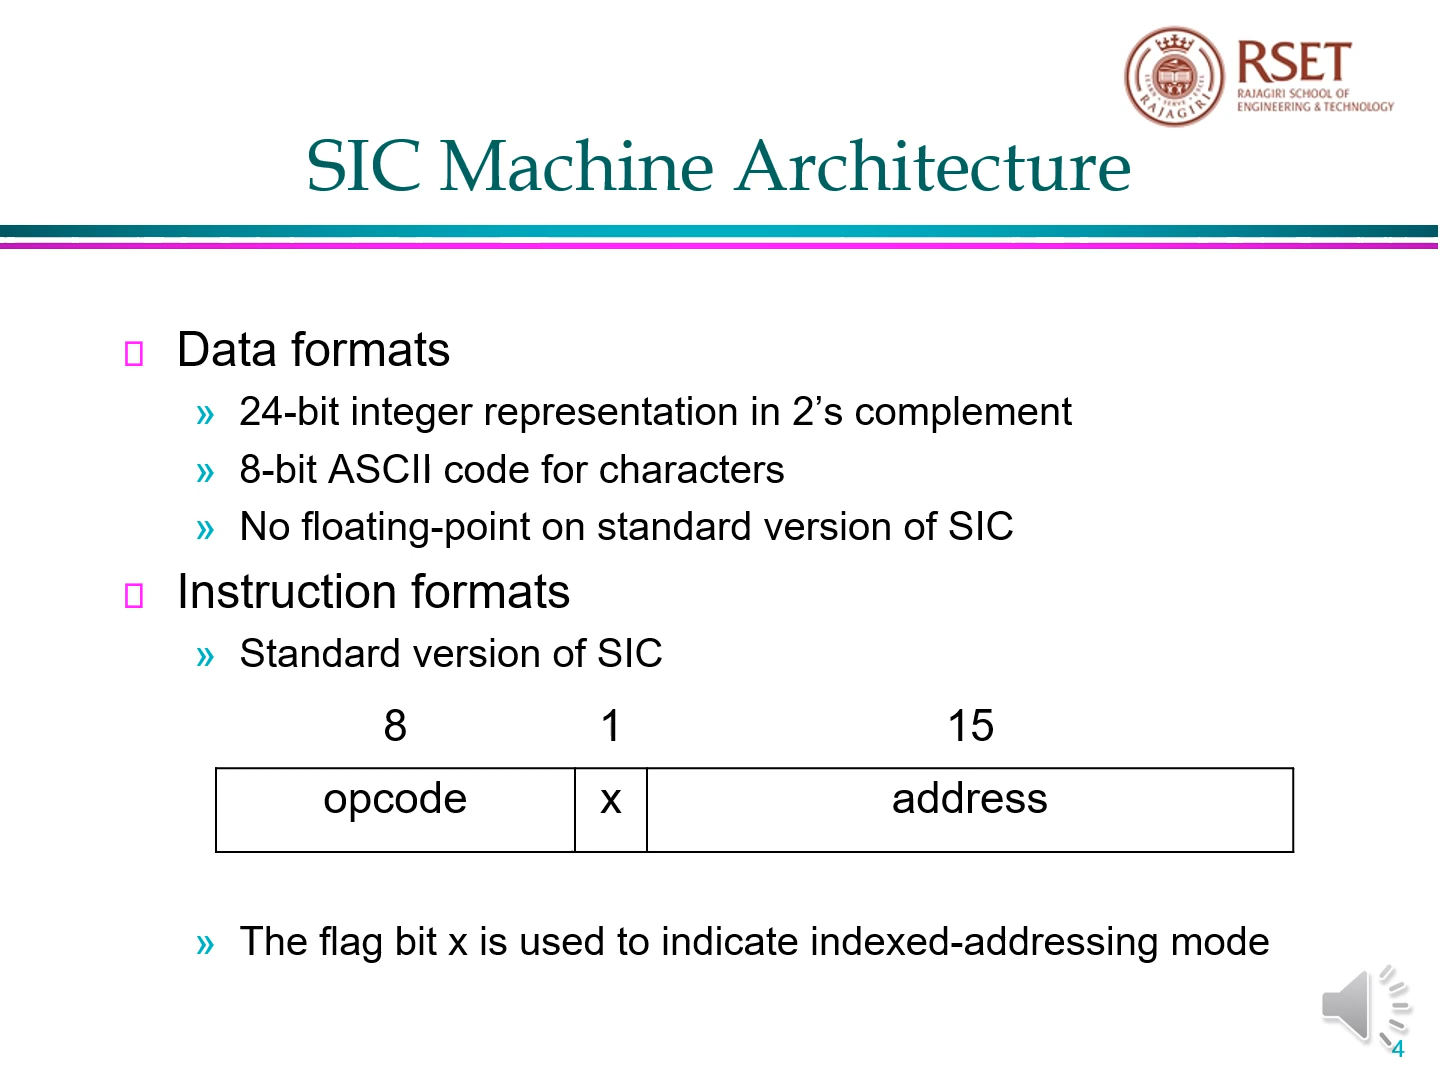 RSET
RAJAGIRI SCHOOL OF
ENGINEERING & TECHNOLOGY
RAJAGIRI
SIC Machine Architecture
Data formats
» 24-bit integer representation in 2’s complement
» 8-bit ASCII code for characters
» No floating-point on standard version of SIC
Instruction formats
» Standard version of SIC
8 1 15
opcode x address
» The flag bit x is used to indicate indexed-addressing mode
4